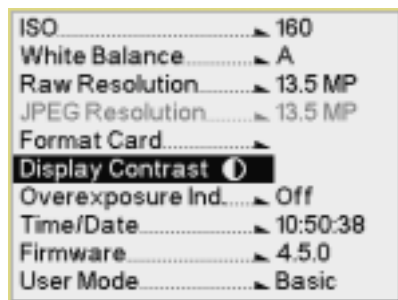 ISO........................ 160
White Balance............ A
Raw Resolution......... 13.5 MP
JPEG Resolution........ 13.5 MP
Format Card..............
Display Contrast
Overexposure Ind..... Off
Time/Date................. 10:50:38
Firmware.................. 4.5.0
User Mode................ Basic